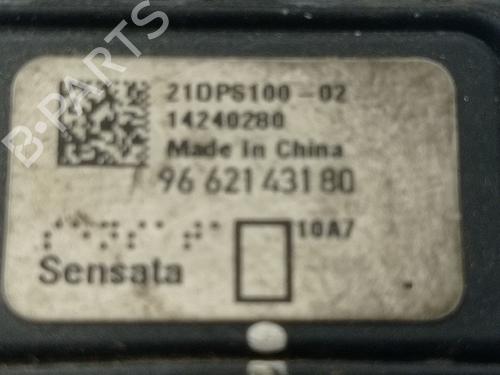 21DPS100-02
14240280
Made in China
96 621 431 80
10A7
Sensata
B-PARTS